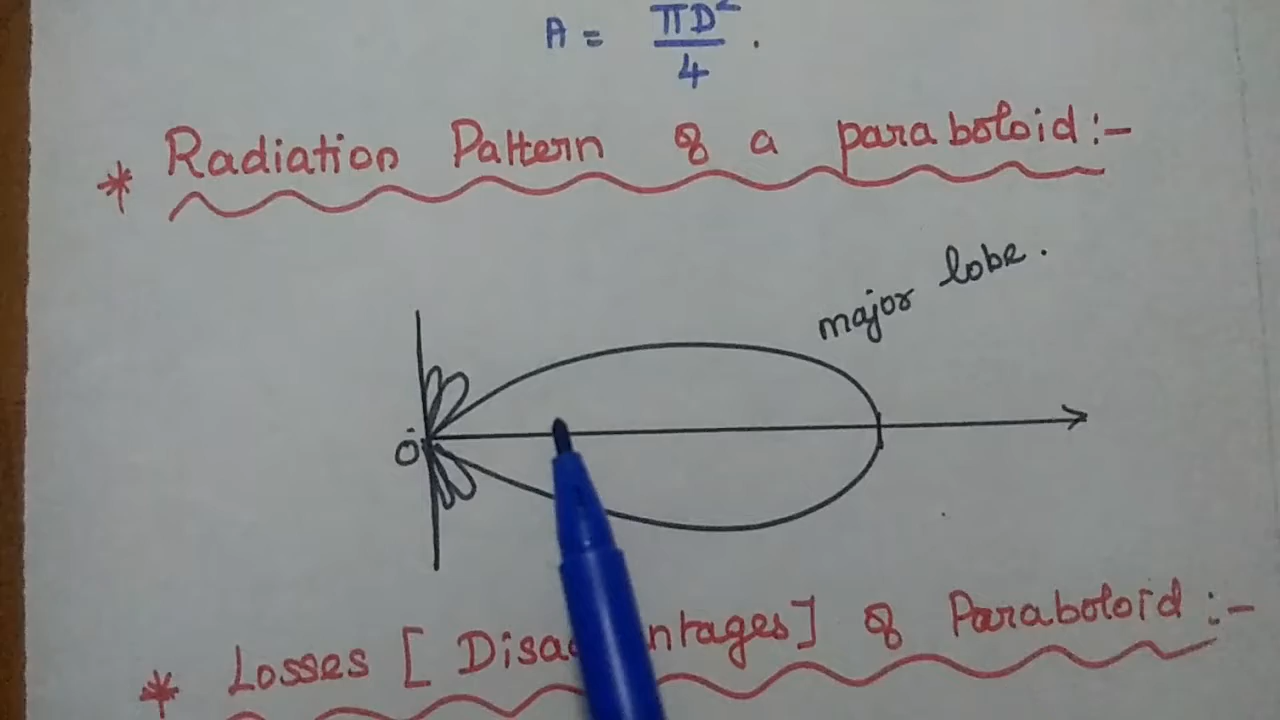 A = πD²/4 .
* Radiation Pattern of a paraboloid :-
major lobe.
O
* Losses [ Disadvantages] of Paraboloid :-